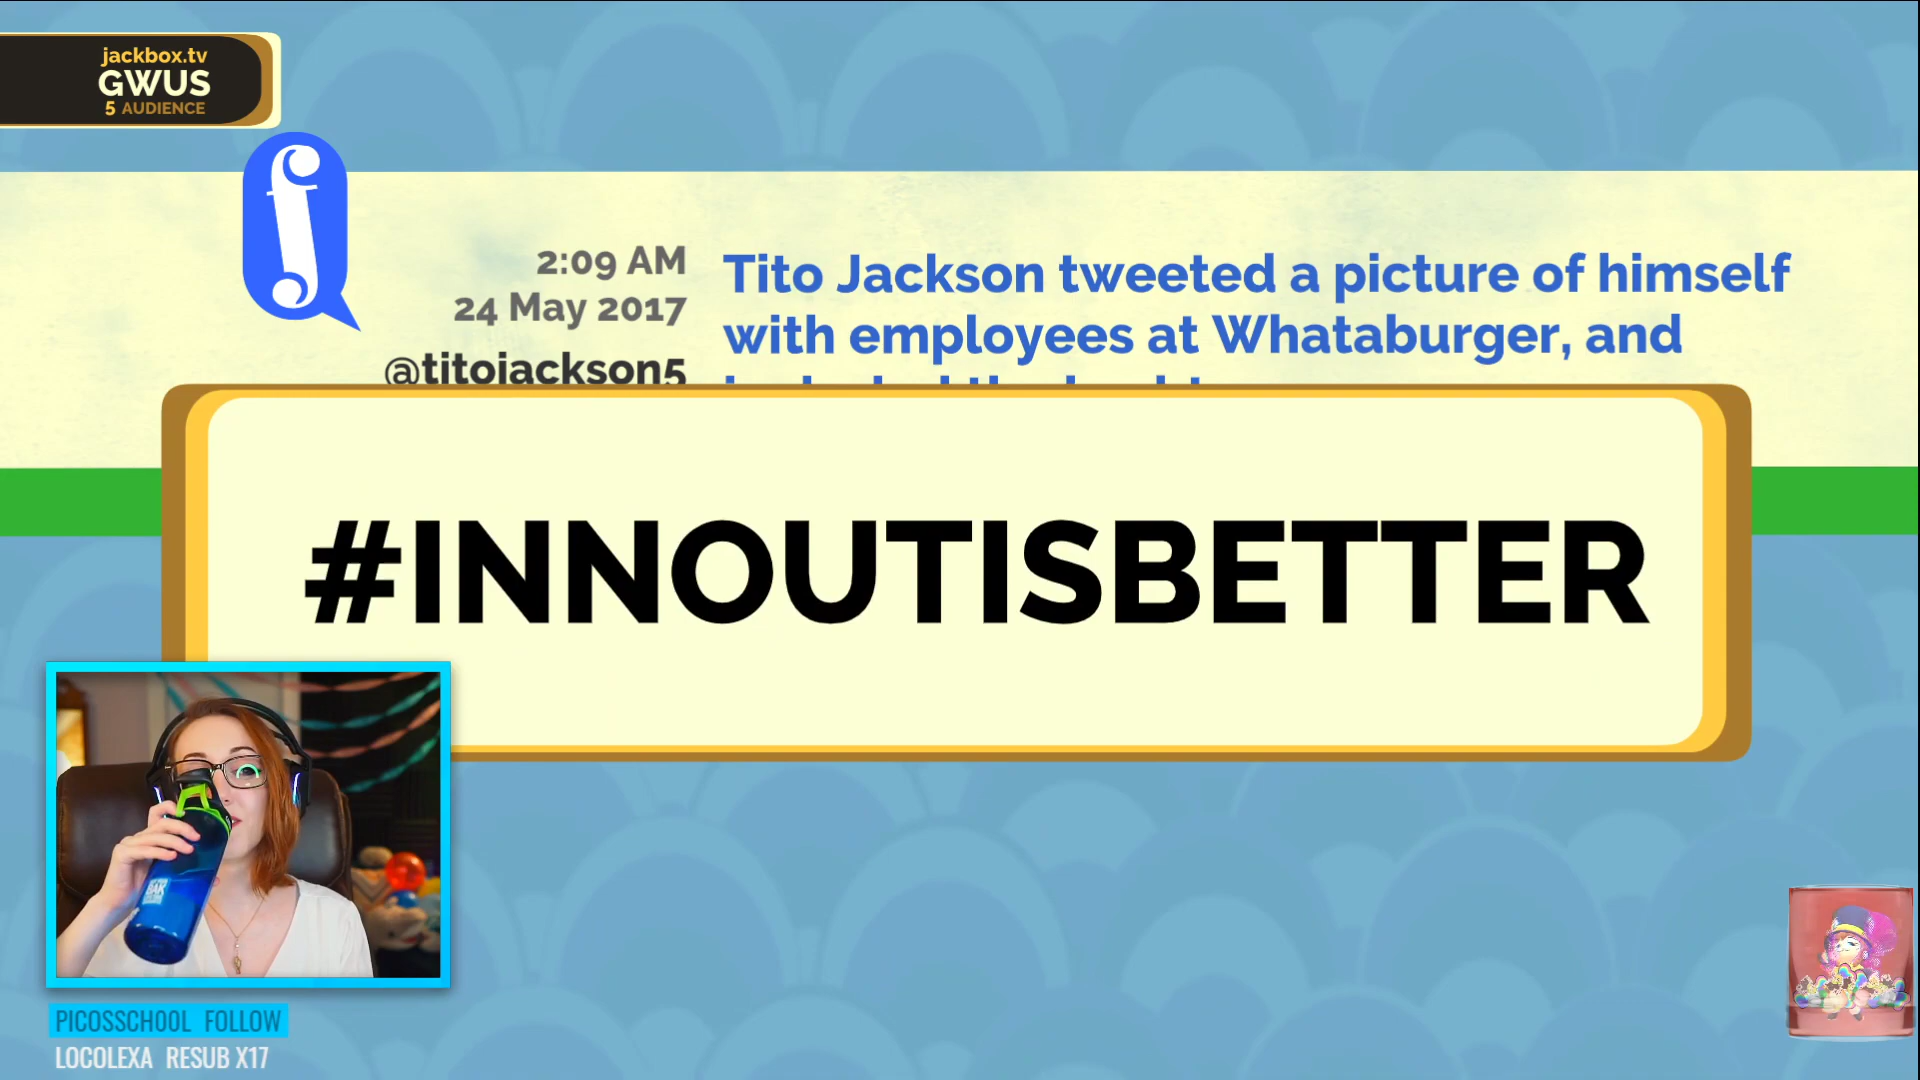 jackbox.tv
GWUS
5 AUDIENCE
2:09 AM
24 May 2017
@titojackson5
Tito Jackson tweeted a picture of himself
with employees at Whataburger, and
#INNOUTISBETTER
PICOSSCHOOL FOLLOW
LOCOLEXA RESUB X17